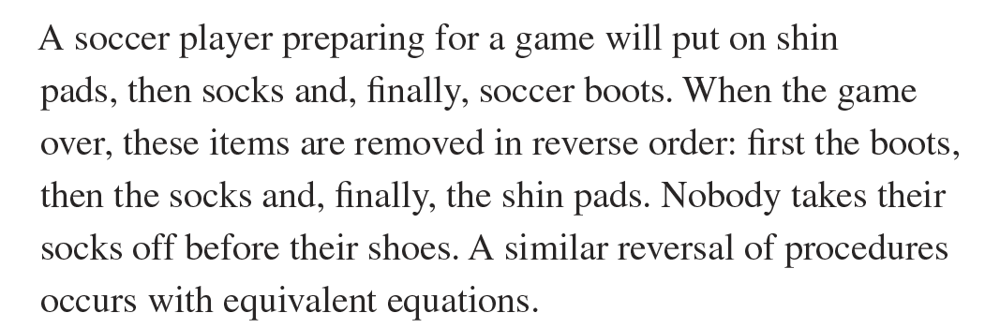 A soccer player preparing for a game will put on shin
pads, then socks and, finally, soccer boots. When the game
over, these items are removed in reverse order: first the boots,
then the socks and, finally, the shin pads. Nobody takes their
socks off before their shoes. A similar reversal of procedures
occurs with equivalent equations.